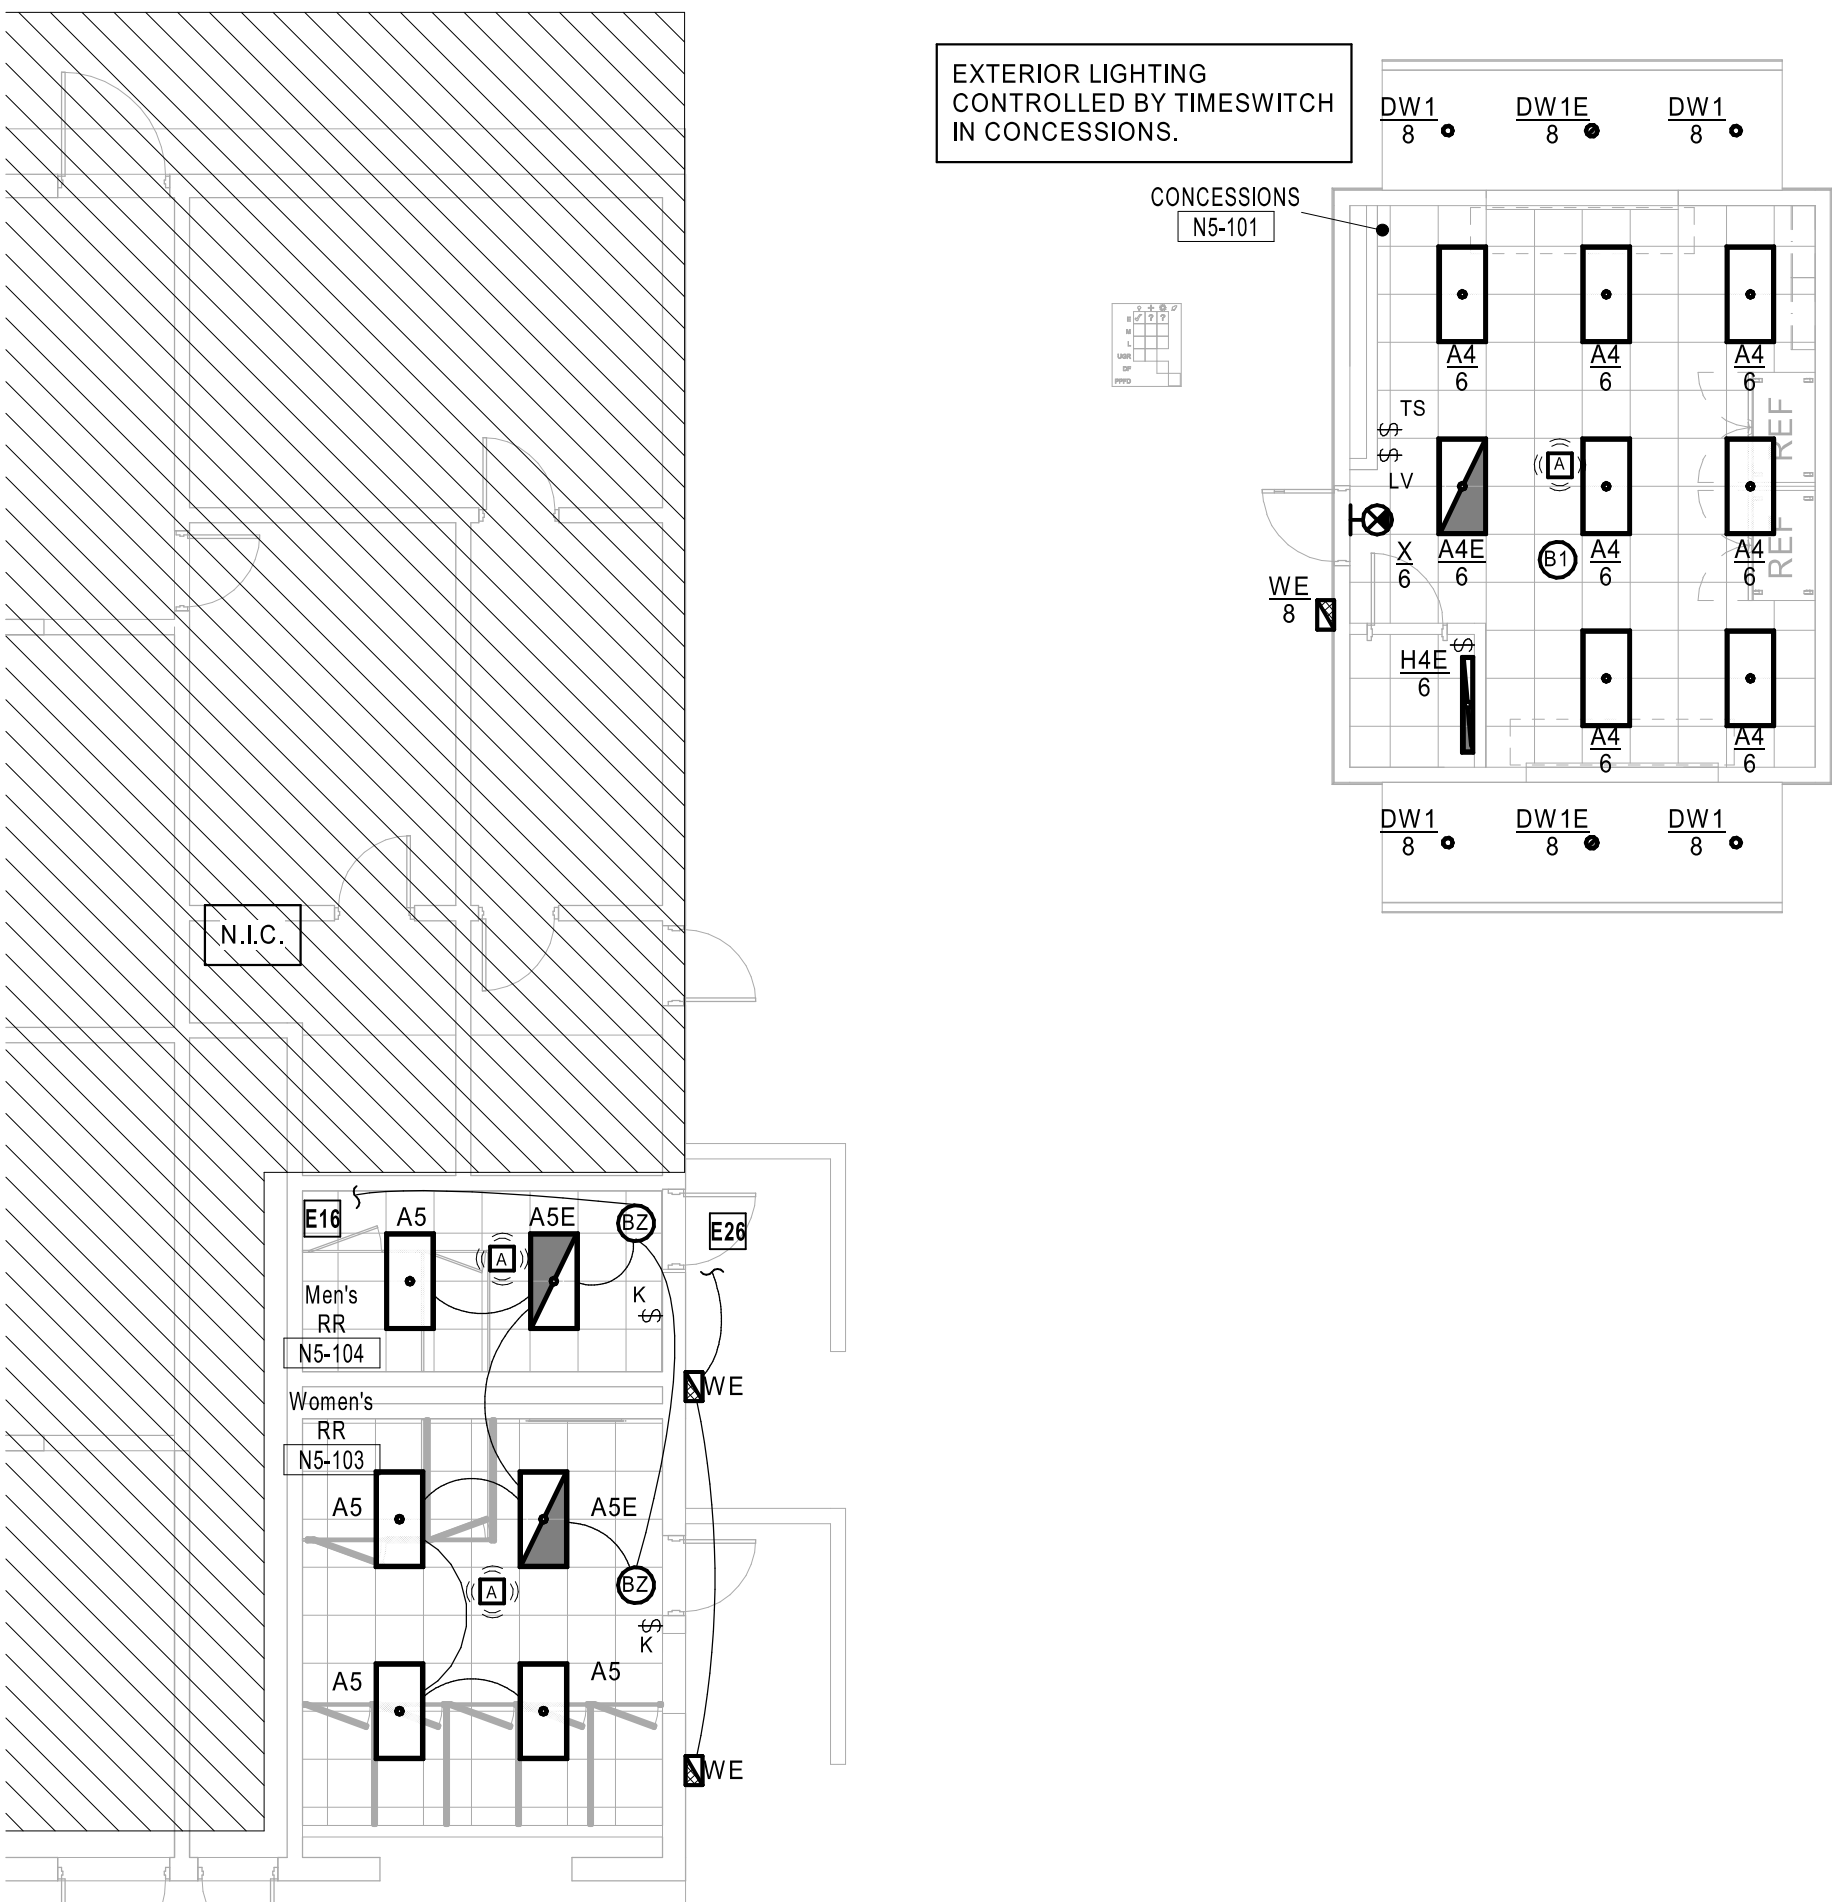 EXTERIOR LIGHTING
CONTROLLED BY TIMESWITCH
IN CONCESSIONS.
DW1
8
DW1E
8
DW1
8
CONCESSIONS
N5-101
E
? ?
M
L
UGR
DF
PPFD
A4
6
A4
6
A4
6
TS
$
$
LV
A
REF
REF
X
6
A4E
6
B1
A4
6
A4
6
WE
8
$
H4E
6
A4
6
A4
6
DW1
8
DW1E
8
DW1
8
N.I.C.
E16
A5
A5E
BZ
E26
A
Men's
RR
N5-104
K
$
WE
Women's
RR
N5-103
A5
A5E
A
BZ
$
K
A5
A5
WE